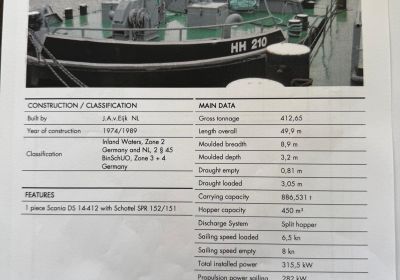 HH 210
CONSTRUCTION / CLASSIFICATION
Built by J.A.v.Eijk NL
Year of construction 1974/1989
Classification Inland Waters, Zone 2
Germany and NL, 2 § 45
BinSchUO, Zone 3 + 4
Germany
FEATURES
1 piece Scania DS 14-412 with Schottel SPR 152/151
MAIN DATA
Gross tonnage 412,65
Length overall 49,9 m
Moulded breadth 8,9 m
Moulded depth 3,2 m
Draught empty 0,81 m
Draught loaded 3,05 m
Carrying capacity 886,531 t
Hopper capacity 450 m³
Discharge System Split hopper
Sailing speed loaded 6,5 kn
Sailing speed empty 8 kn
Total installed power 315,5 kW
Propulsion power sailing 282 kW